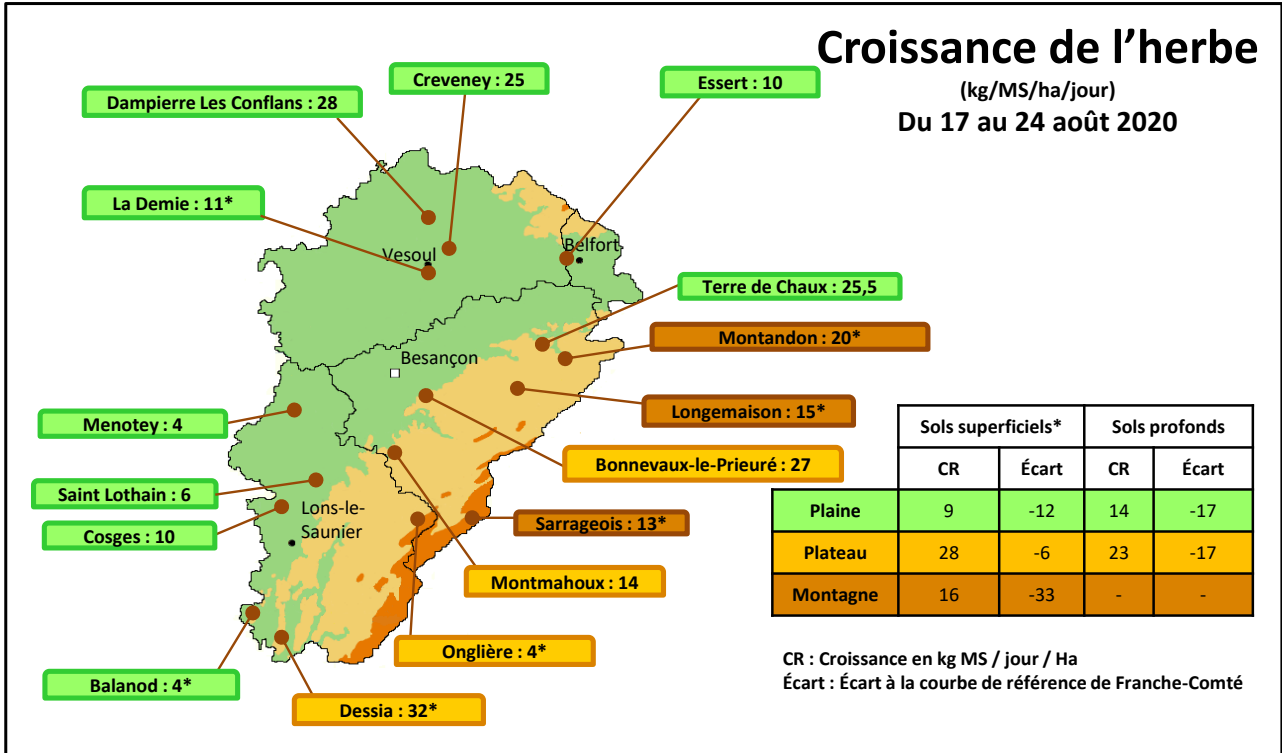 Croissance de l’herbe
(kg/MS/ha/jour)
Du 17 au 24 août 2020
Creveney : 25
Essert : 10
Dampierre Les Conflans : 28
La Demie : 11*
Vesoul
Belfort
Terre de Chaux : 25,5
Montandon : 20*
Besançon
Longemaison : 15*
Menotey : 4
Bonnevaux-le-Prieuré : 27
Saint Lothain : 6
Lons-le-
Saunier
Cosges : 10
Sarrageois : 13*
Montmahoux : 14
Onglière : 4*
Balanod : 4*
Dessia : 32*
Sols superficiels* Sols profonds
CR Écart CR Écart
Plaine 9 -12 14 -17
Plateau 28 -6 23 -17
Montagne 16 -33 - -
CR : Croissance en kg MS / jour / Ha
Écart : Écart à la courbe de référence de Franche-Comté